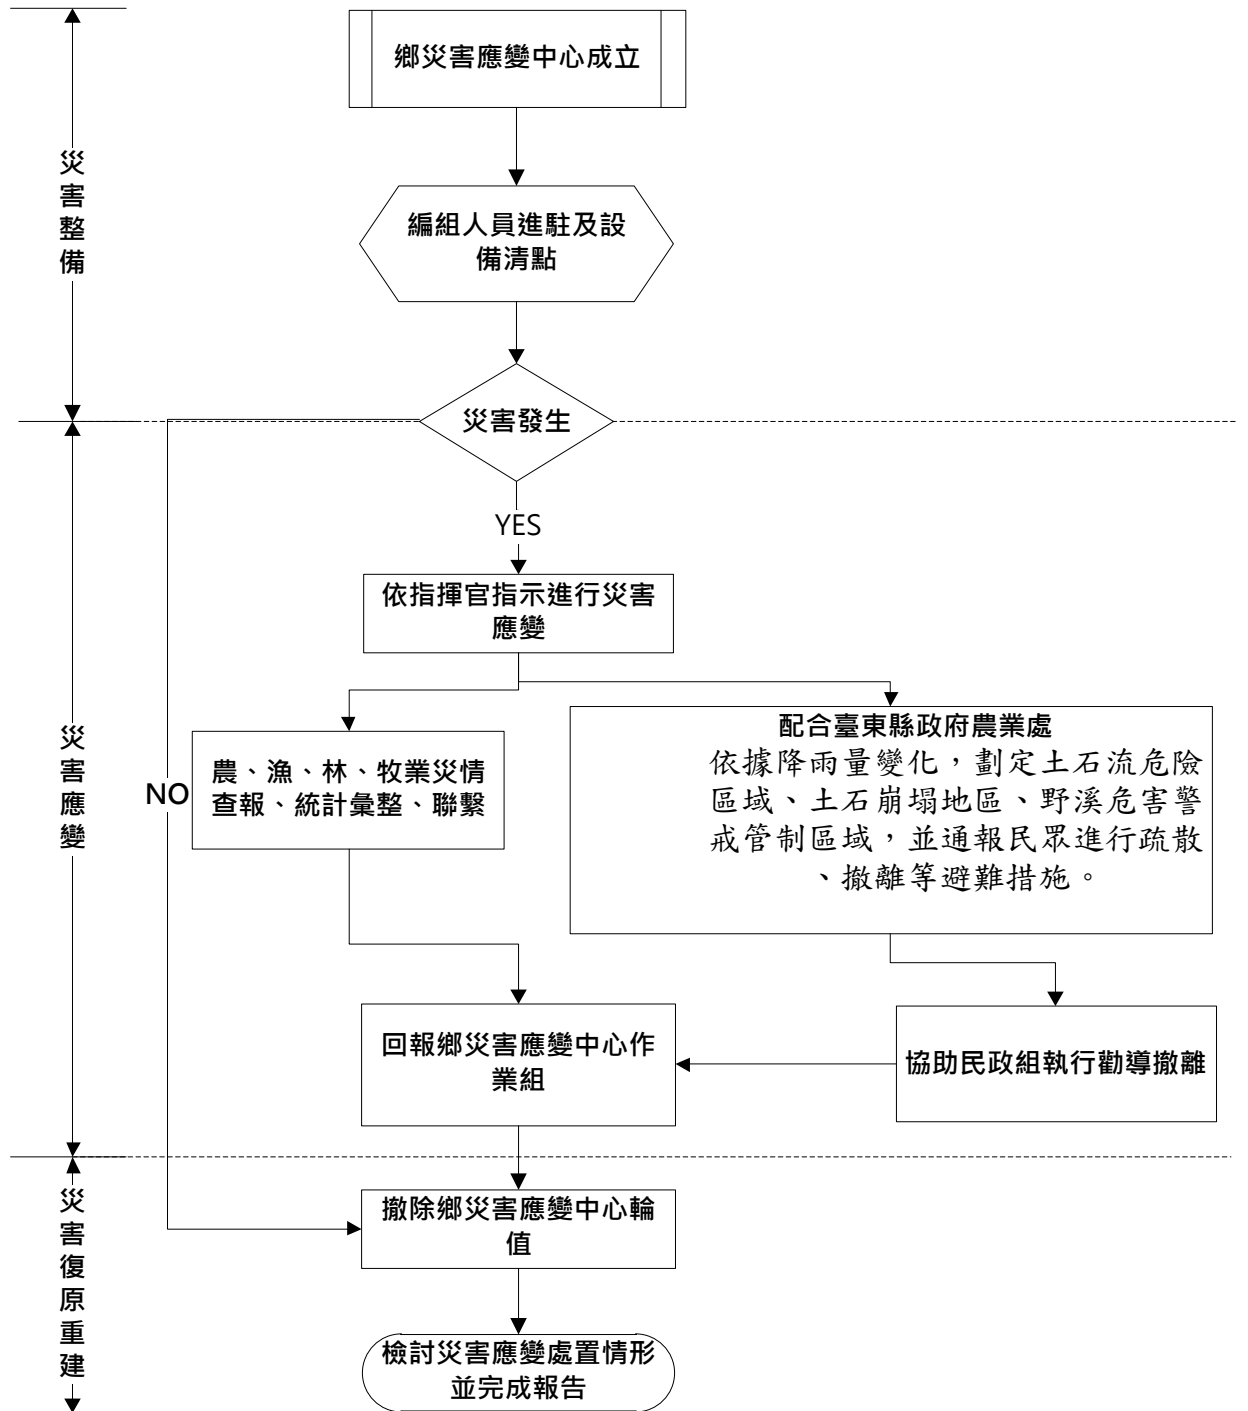 鄉災害應變中心成立
災害整備
編組人員進駐及設
備清點
災害發生
YES
依指揮官指示進行災害
應變
災害應變
NO
農、漁、林、牧業災情
查報、統計彙整、聯繫
配合臺東縣政府農業處
依據降雨量變化，劃定土石流危險
區域、土石崩塌地區、野溪危害警
戒管制區域，並通報民眾進行疏散
、撤離等避難措施。
回報鄉災害應變中心作
業組
協助民政組執行勸導撤離
災害復原重建
撤除鄉災害應變中心輪
值
檢討災害應變處置情形
並完成報告